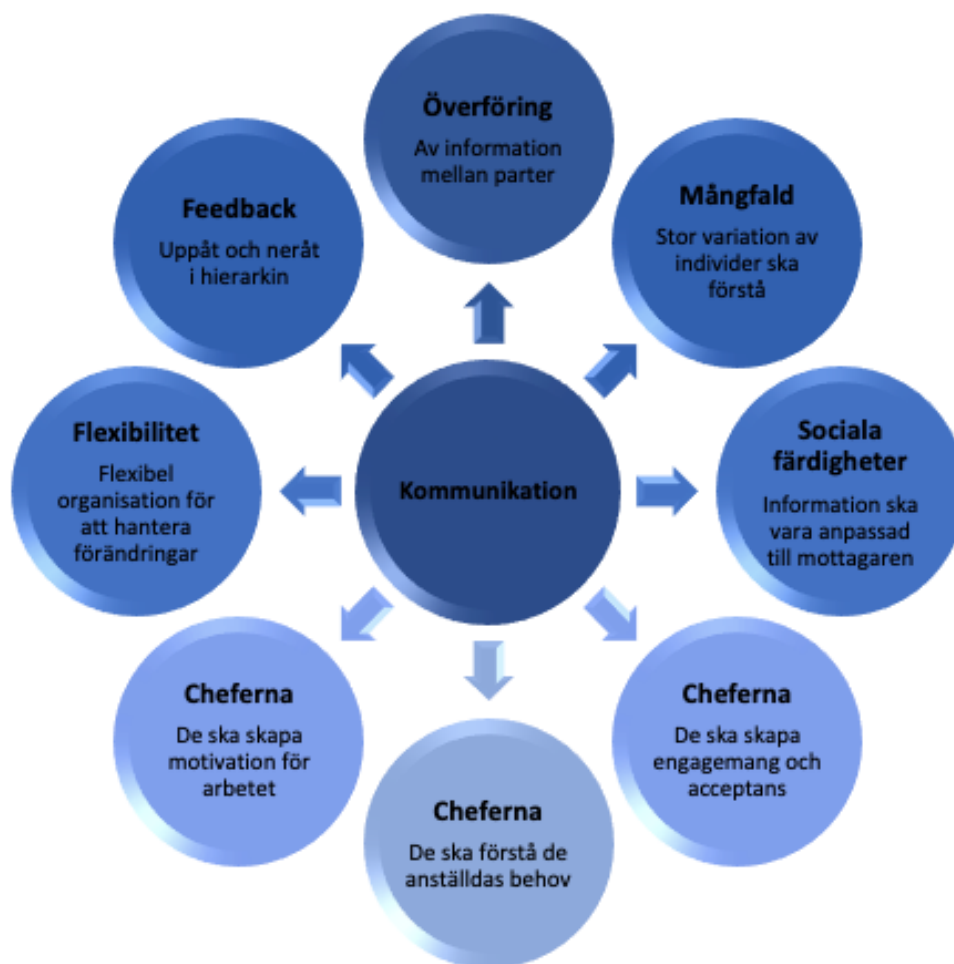 Överföring
Av information
mellan parter
Mångfald
Stor variation av
individer ska
förstå
Sociala
färdigheter
Information ska
vara anpassad
till mottagaren
Cheferna
De ska skapa
engagemang och
acceptans
Cheferna
De ska förstå de
anställdas behov
Cheferna
De ska skapa
motivation för
arbetet
Flexibilitet
Flexibel
organisation för
att hantera
förändringar
Feedback
Uppåt och neråt
i hierarkin
Kommunikation